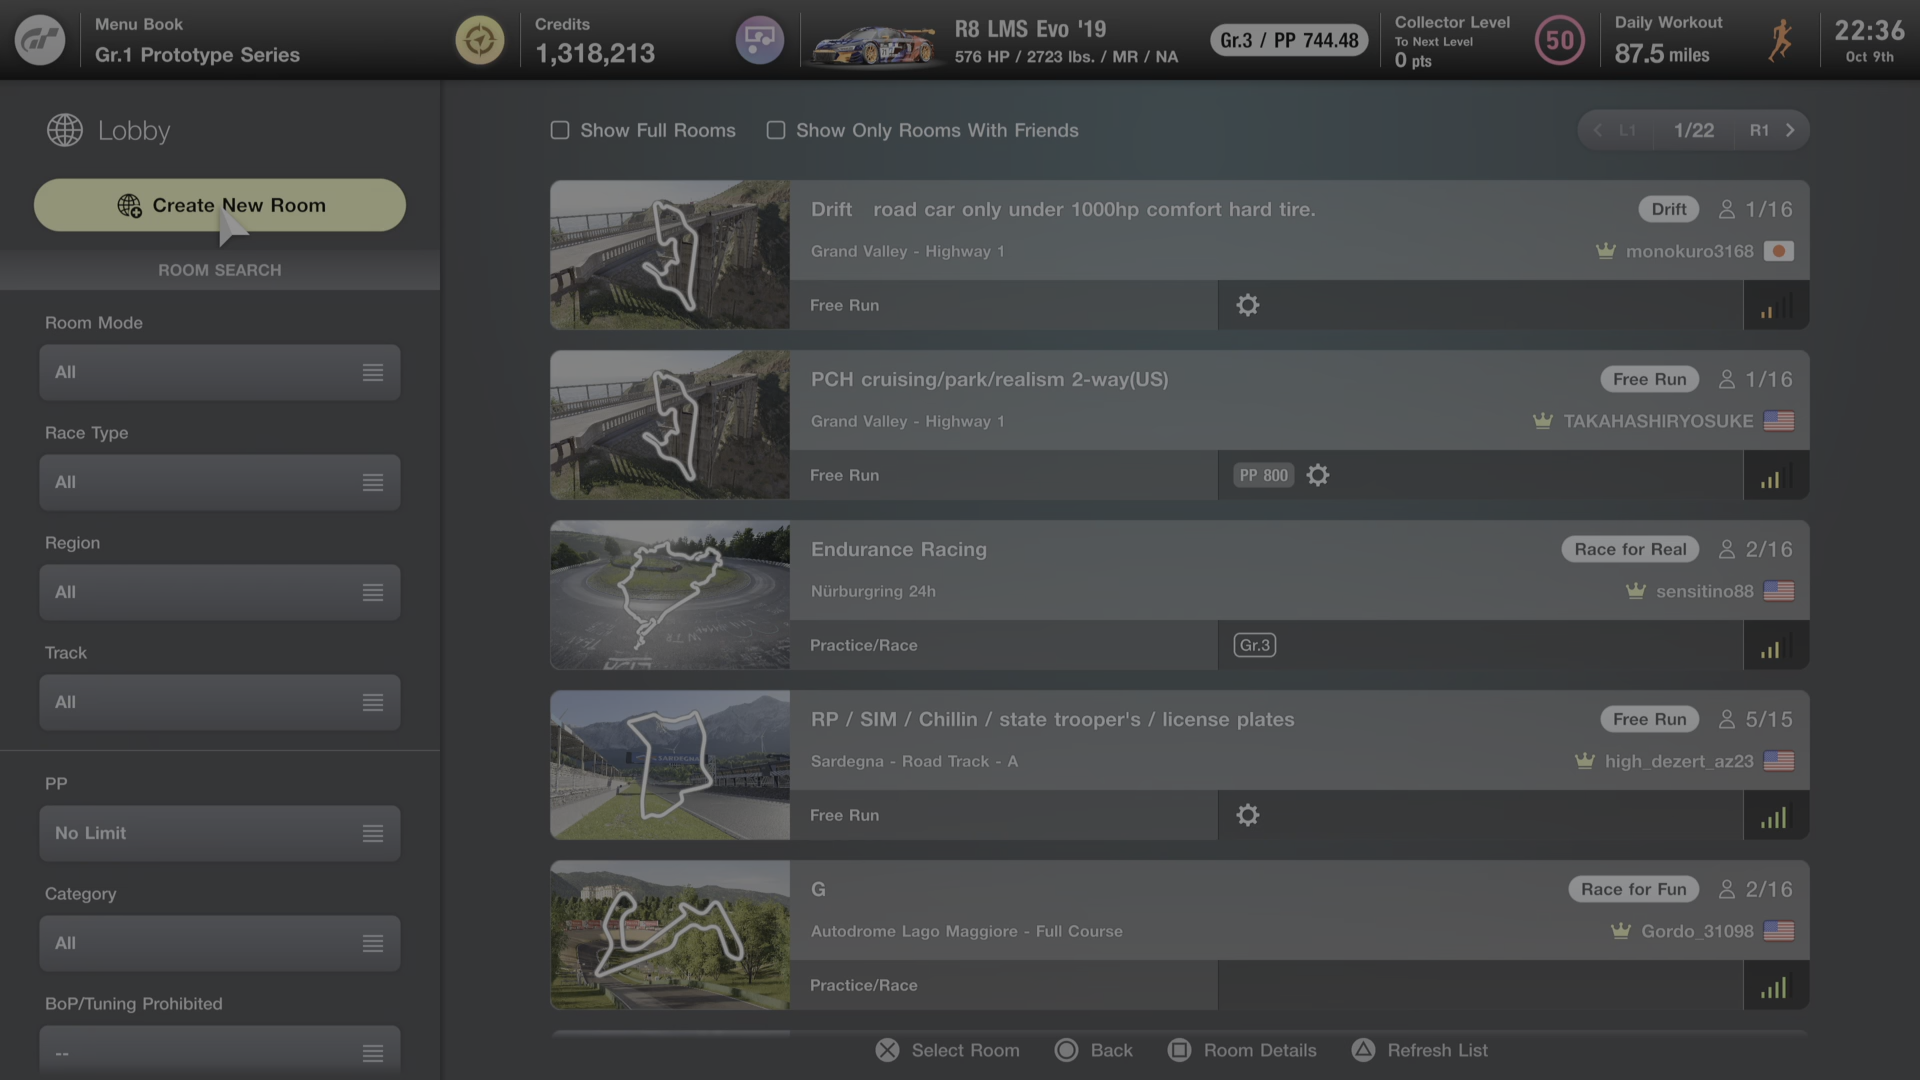 Menu Book
Gr.1 Prototype Series
Credits
1,318,213
R8 LMS Evo '19
576 HP / 2723 lbs. / MR / NA
Gr.3 / PP 744.48
Collector Level
To Next Level
0 pts
50
Daily Workout
87.5 miles
22:36
Oct 9th
Lobby
Create New Room
ROOM SEARCH
Room Mode
All
Race Type
All
Region
All
Track
All
PP
No Limit
Category
All
BoP/Tuning Prohibited
--
Show Full Rooms
Show Only Rooms With Friends
L1 1/22 R1
Drift road car only under 1000hp comfort hard tire.
Drift
1/16
Grand Valley - Highway 1
monokuro3168
Free Run
PCH cruising/park/realism 2-way(US)
Free Run
1/16
Grand Valley - Highway 1
TAKAHASHIRYOSUKE
Free Run
PP 800
Endurance Racing
Race for Real
2/16
Nürburgring 24h
sensitino88
Practice/Race
Gr.3
RP / SIM / Chillin / state trooper's / license plates
Free Run
5/15
Sardegna - Road Track - A
high_dezert_az23
Free Run
G
Race for Fun
2/16
Autodrome Lago Maggiore - Full Course
Gordo_31098
Practice/Race
Select Room
Back
Room Details
Refresh List